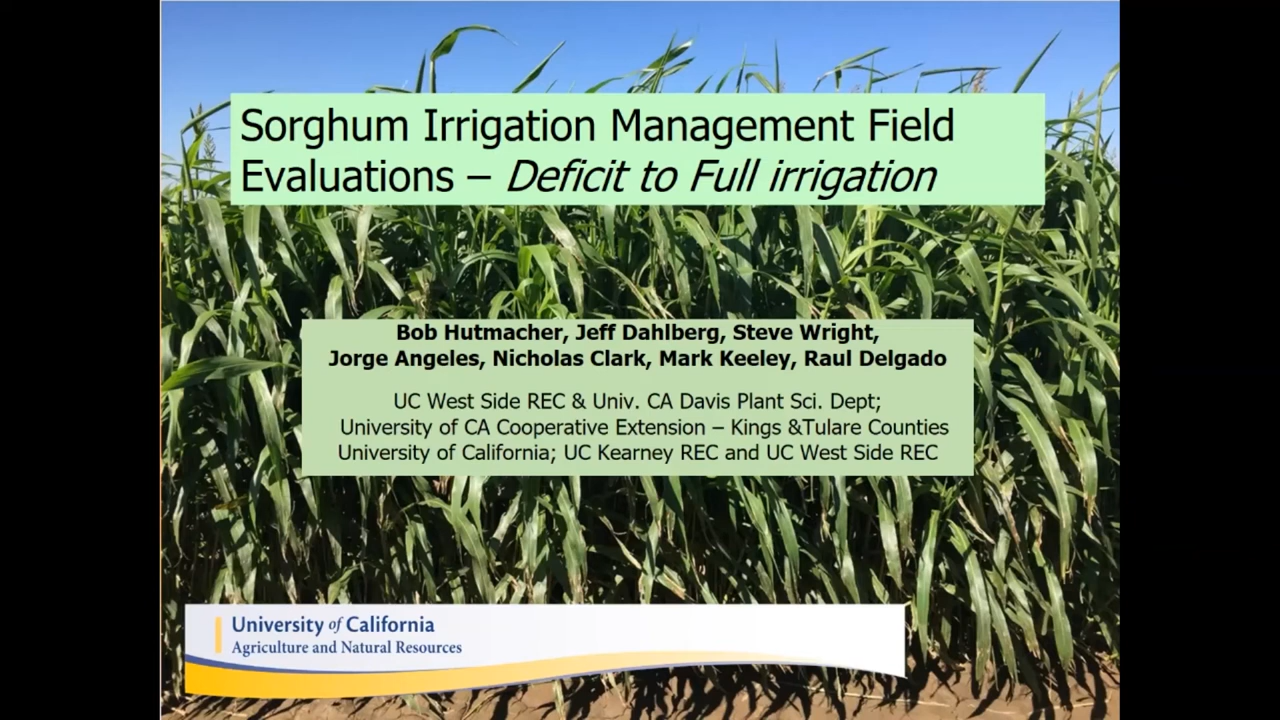 Sorghum Irrigation Management Field
Evaluations – Deficit to Full irrigation
Bob Hutmacher, Jeff Dahlberg, Steve Wright,
Jorge Angeles, Nicholas Clark, Mark Keeley, Raul Delgado
UC West Side REC & Univ. CA Davis Plant Sci. Dept;
University of CA Cooperative Extension – Kings &Tulare Counties
University of California; UC Kearney REC and UC West Side REC
University of California
Agriculture and Natural Resources